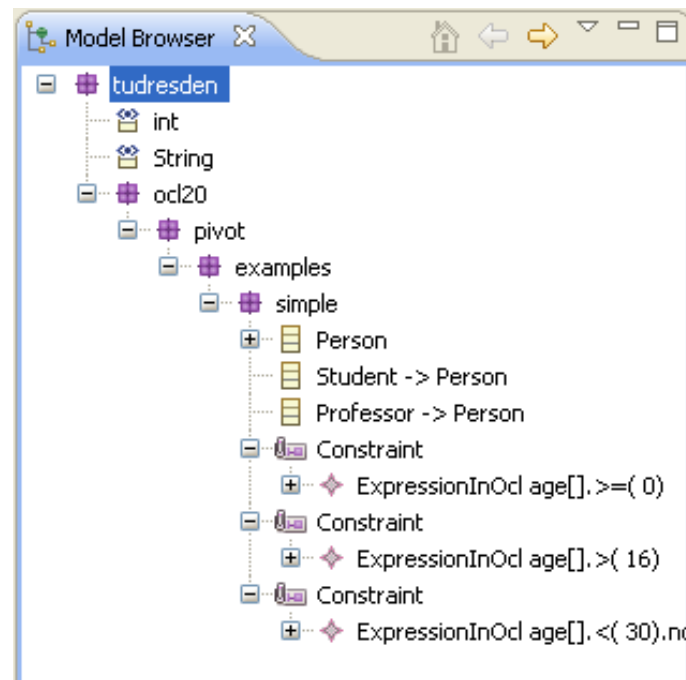 Model Browser
tudresden
int
String
ocl20
pivot
examples
simple
Person
Student -> Person
Professor -> Person
Constraint
ExpressionInOcl age[].>=( 0)
Constraint
ExpressionInOcl age[].>( 16)
Constraint
ExpressionInOcl age[].<( 30).no